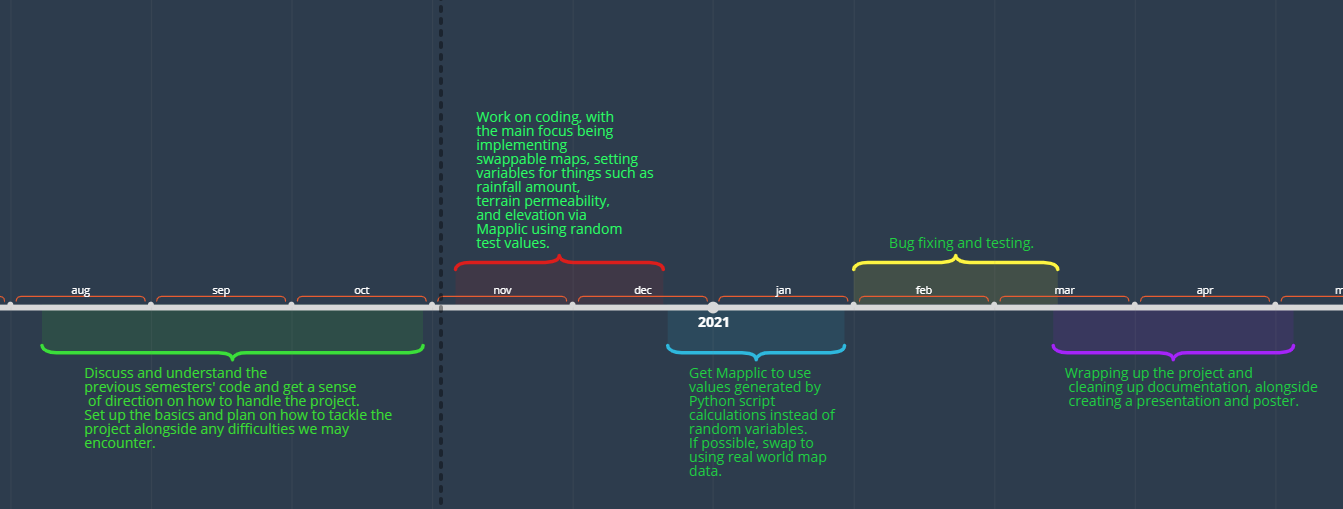 Work on coding, with
the main focus being
implementing
swappable maps, setting
variables for things such as
rainfall amount,
terrain permeability,
and elevation via
Mapplic using random
test values.
Bug fixing and testing.
aug sep oct nov dec jan feb mar apr m
2021
Discuss and understand the
previous semesters' code and get a sense
of direction on how to handle the project.
Set up the basics and plan on how to tackle the
project alongside any difficulties we may
encounter.
Get Mapplic to use
values generated by
Python script
calculations instead of
random variables.
If possible, swap to
using real world map
data.
Wrapping up the project and
cleaning up documentation, alongside
creating a presentation and poster.